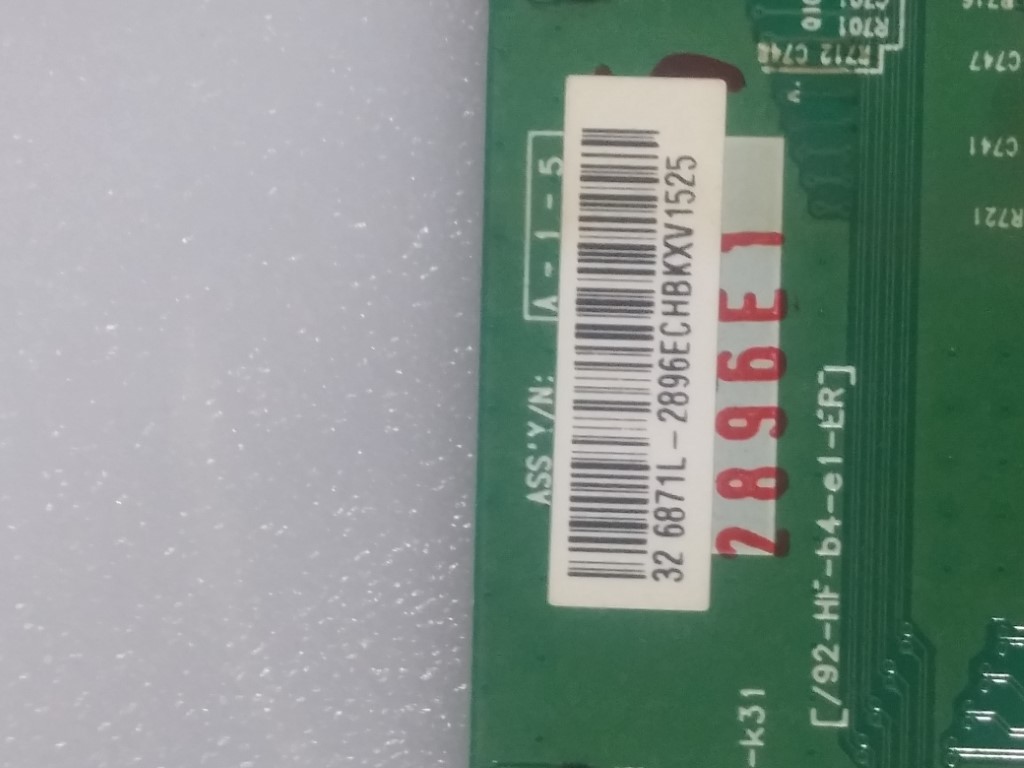 ASS'Y/N:
A - 1 - 5
32 6871L-2896ECHBKXV1525
2896E1
[/92-HF-b4-e1-ER]
-k31
R701
R712 C748
R716
C747
C741
R721